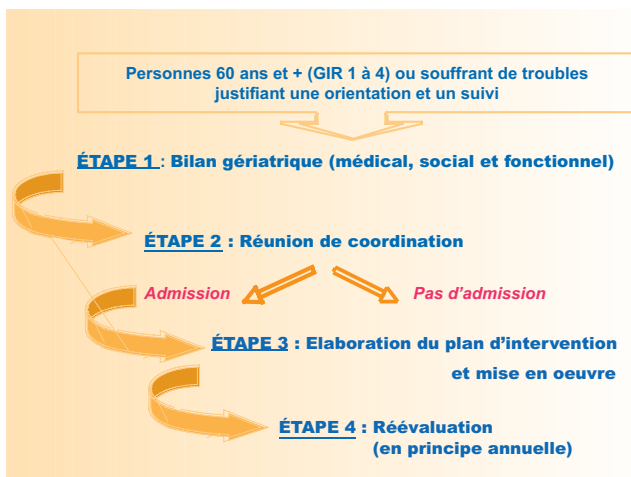 Personnes 60 ans et + (GIR 1 à 4) ou souffrant de troubles
justifiant une orientation et un suivi
ÉTAPE 1 : Bilan gériatrique (médical, social et fonctionnel)
ÉTAPE 2 : Réunion de coordination
Admission Pas d’admission
ÉTAPE 3 : Elaboration du plan d’intervention
et mise en oeuvre
ÉTAPE 4 : Réévaluation
(en principe annuelle)